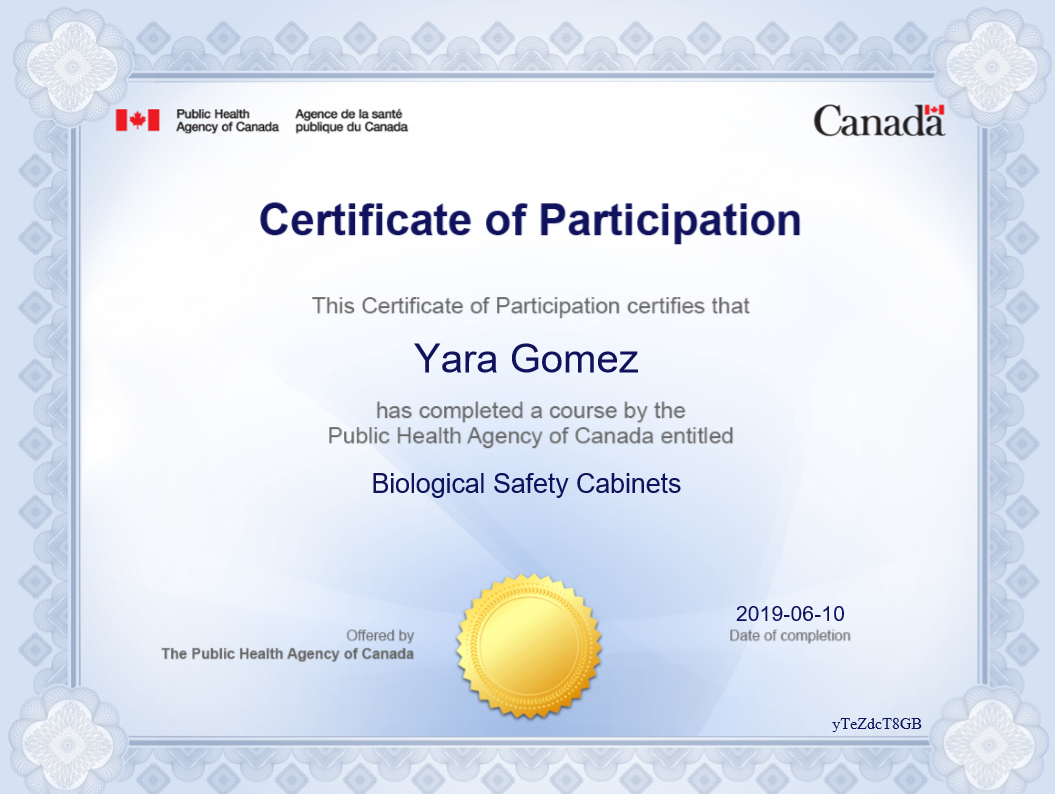 Public Health
Agency of Canada
Agence de la santé
publique du Canada
Canada
Certificate of Participation
This Certificate of Participation certifies that
Yara Gomez
has completed a course by the
Public Health Agency of Canada entitled
Biological Safety Cabinets
Offered by
The Public Health Agency of Canada
2019-06-10
Date of completion
yTeZdcT8GB